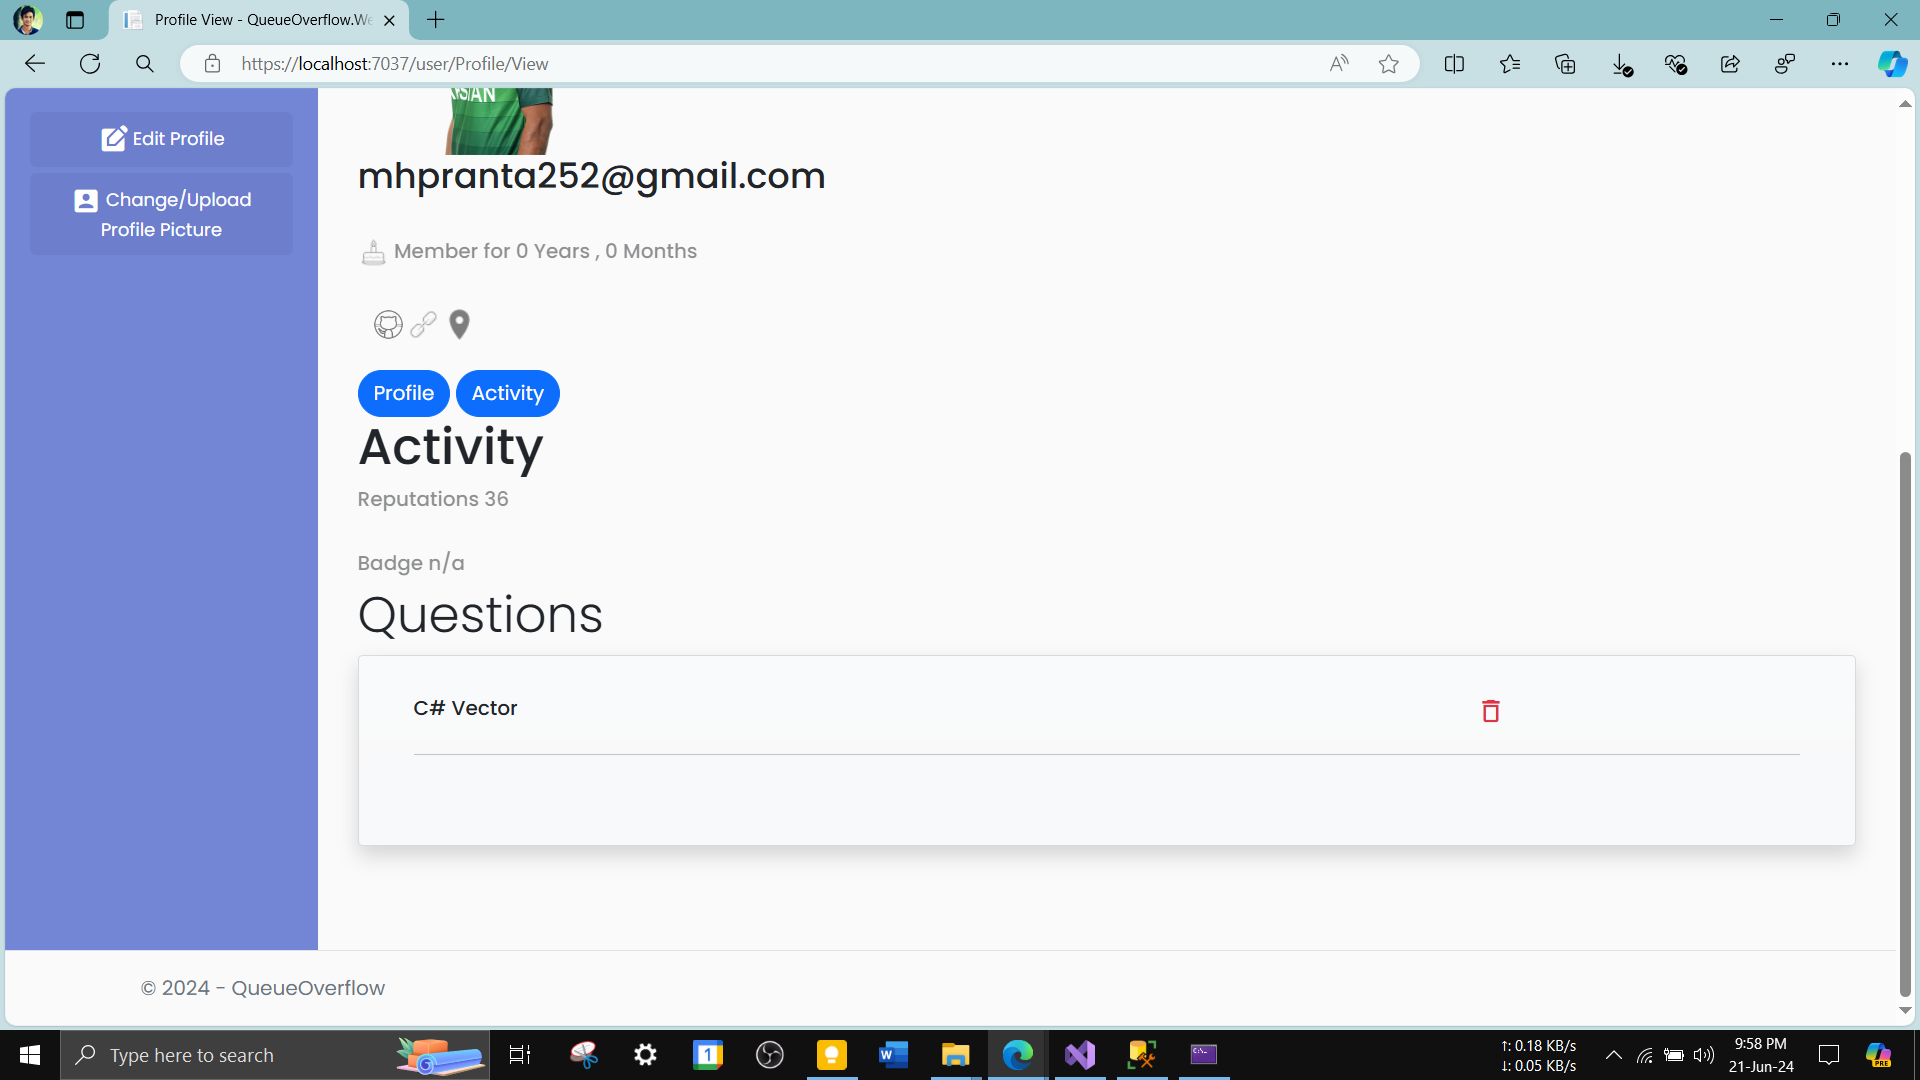 Profile View - QueueOverflow.We
https://localhost:7037/user/Profile/View
Edit Profile
Change/Upload
Profile Picture
mhpranta252@gmail.com
Member for 0 Years , 0 Months
Profile
Activity
Activity
Reputations 36
Badge n/a
Questions
C# Vector
© 2024 - QueueOverflow
Type here to search
↑: 0.18 KB/s
↓: 0.05 KB/s
9:58 PM
21-Jun-24